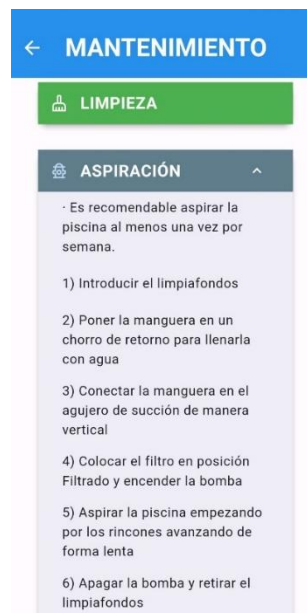 MANTENIMIENTO
LIMPIEZA
ASPIRACIÓN
· Es recomendable aspirar la
piscina al menos una vez por
semana.
1) Introducir el limpiafondos
2) Poner la manguera en un
chorro de retorno para llenarla
con agua
3) Conectar la manguera en el
agujero de succión de manera
vertical
4) Colocar el filtro en posición
Filtrado y encender la bomba
5) Aspirar la piscina empezando
por los rincones avanzando de
forma lenta
6) Apagar la bomba y retirar el
limpiafondos